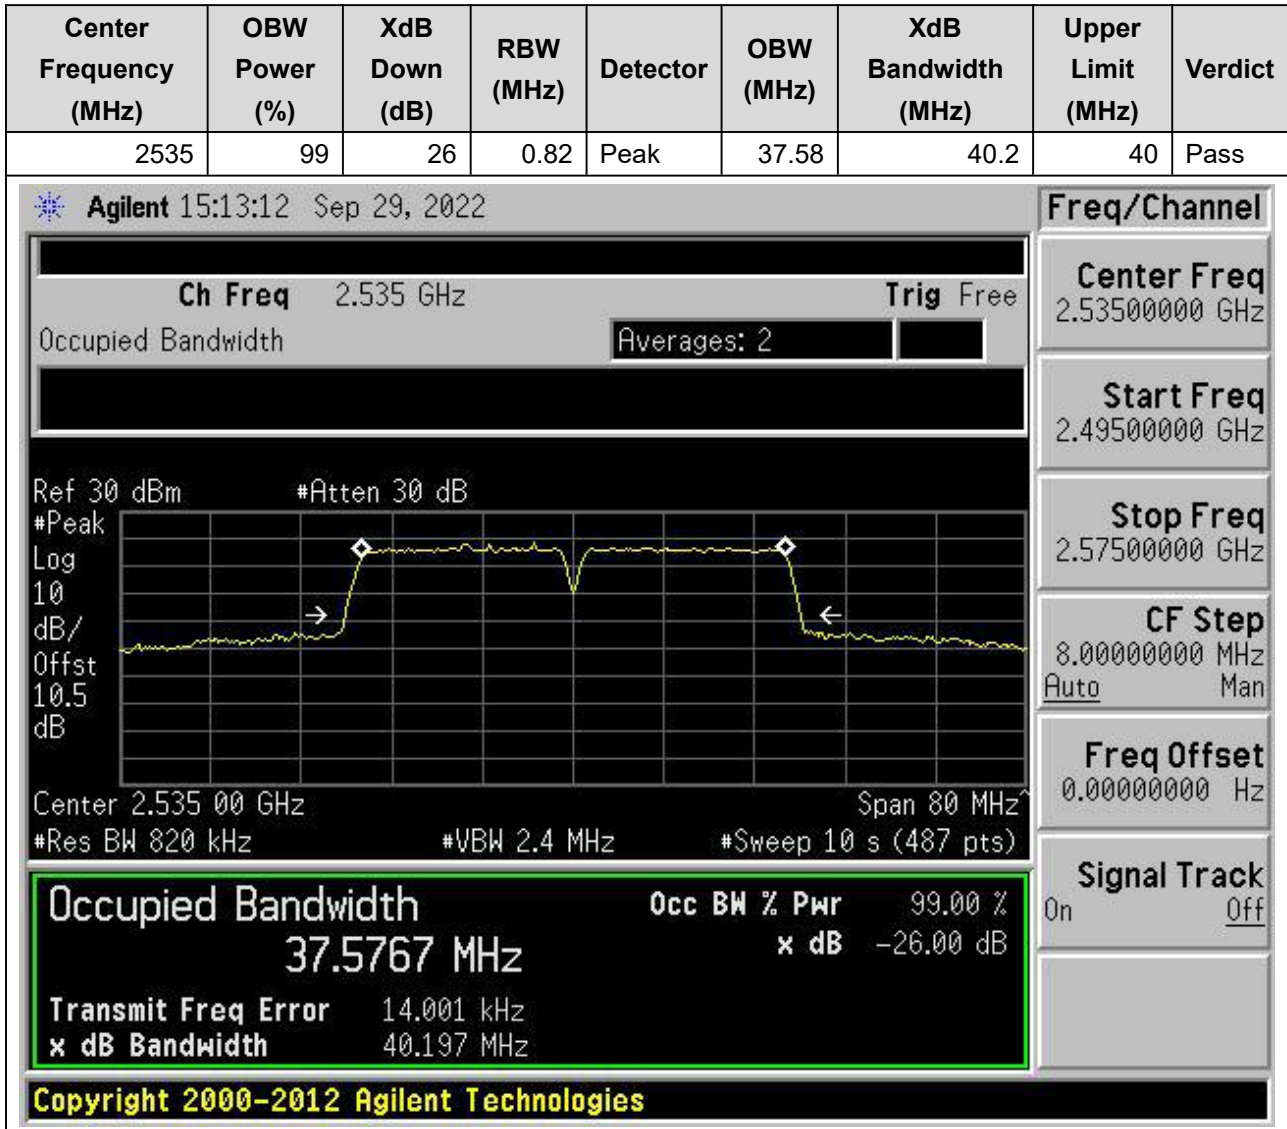 Center Frequency (MHz) OBW Power (%) XdB Down (dB) RBW (MHz) Detector OBW (MHz) XdB Bandwidth (MHz) Upper Limit (MHz) Verdict
2535 99 26 0.82 Peak 37.58 40.2 40 Pass
Agilent 15:13:12 Sep 29, 2022
Freq/Channel
Ch Freq 2.535 GHz Trig Free
Occupied Bandwidth Averages: 2
Center Freq
2.53500000 GHz
Start Freq
2.49500000 GHz
Stop Freq
2.57500000 GHz
CF Step
8.00000000 MHz
Auto Man
Freq Offset
0.00000000 Hz
Signal Track
On Off
Ref 30 dBm #Atten 30 dB
#Peak
Log
10
dB/
Offst
10.5
dB
Center 2.535 00 GHz Span 80 MHz^
#Res BW 820 kHz #VBW 2.4 MHz #Sweep 10 s (487 pts)
Occupied Bandwidth Occ BW % Pwr 99.00 %
37.5767 MHz x dB -26.00 dB
Transmit Freq Error 14.001 kHz
x dB Bandwidth 40.197 MHz
Copyright 2000-2012 Agilent Technologies